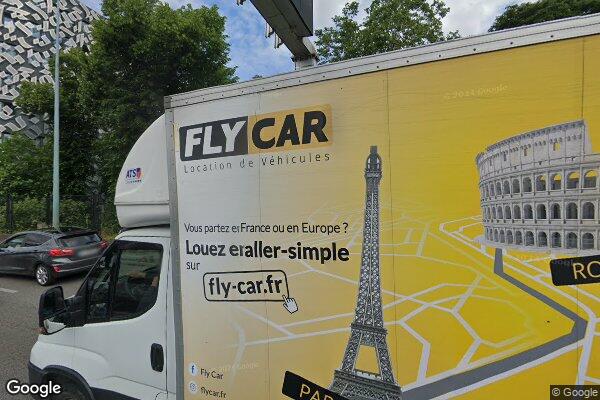 FLY CAR
Location de Véhicules
ATS
Vous partez en France ou en Europe ?
Louez en aller-simple
sur
fly-car.fr
Fly Car
flycar.fr
PAR
RO
© 2024 Google
Google
© Google